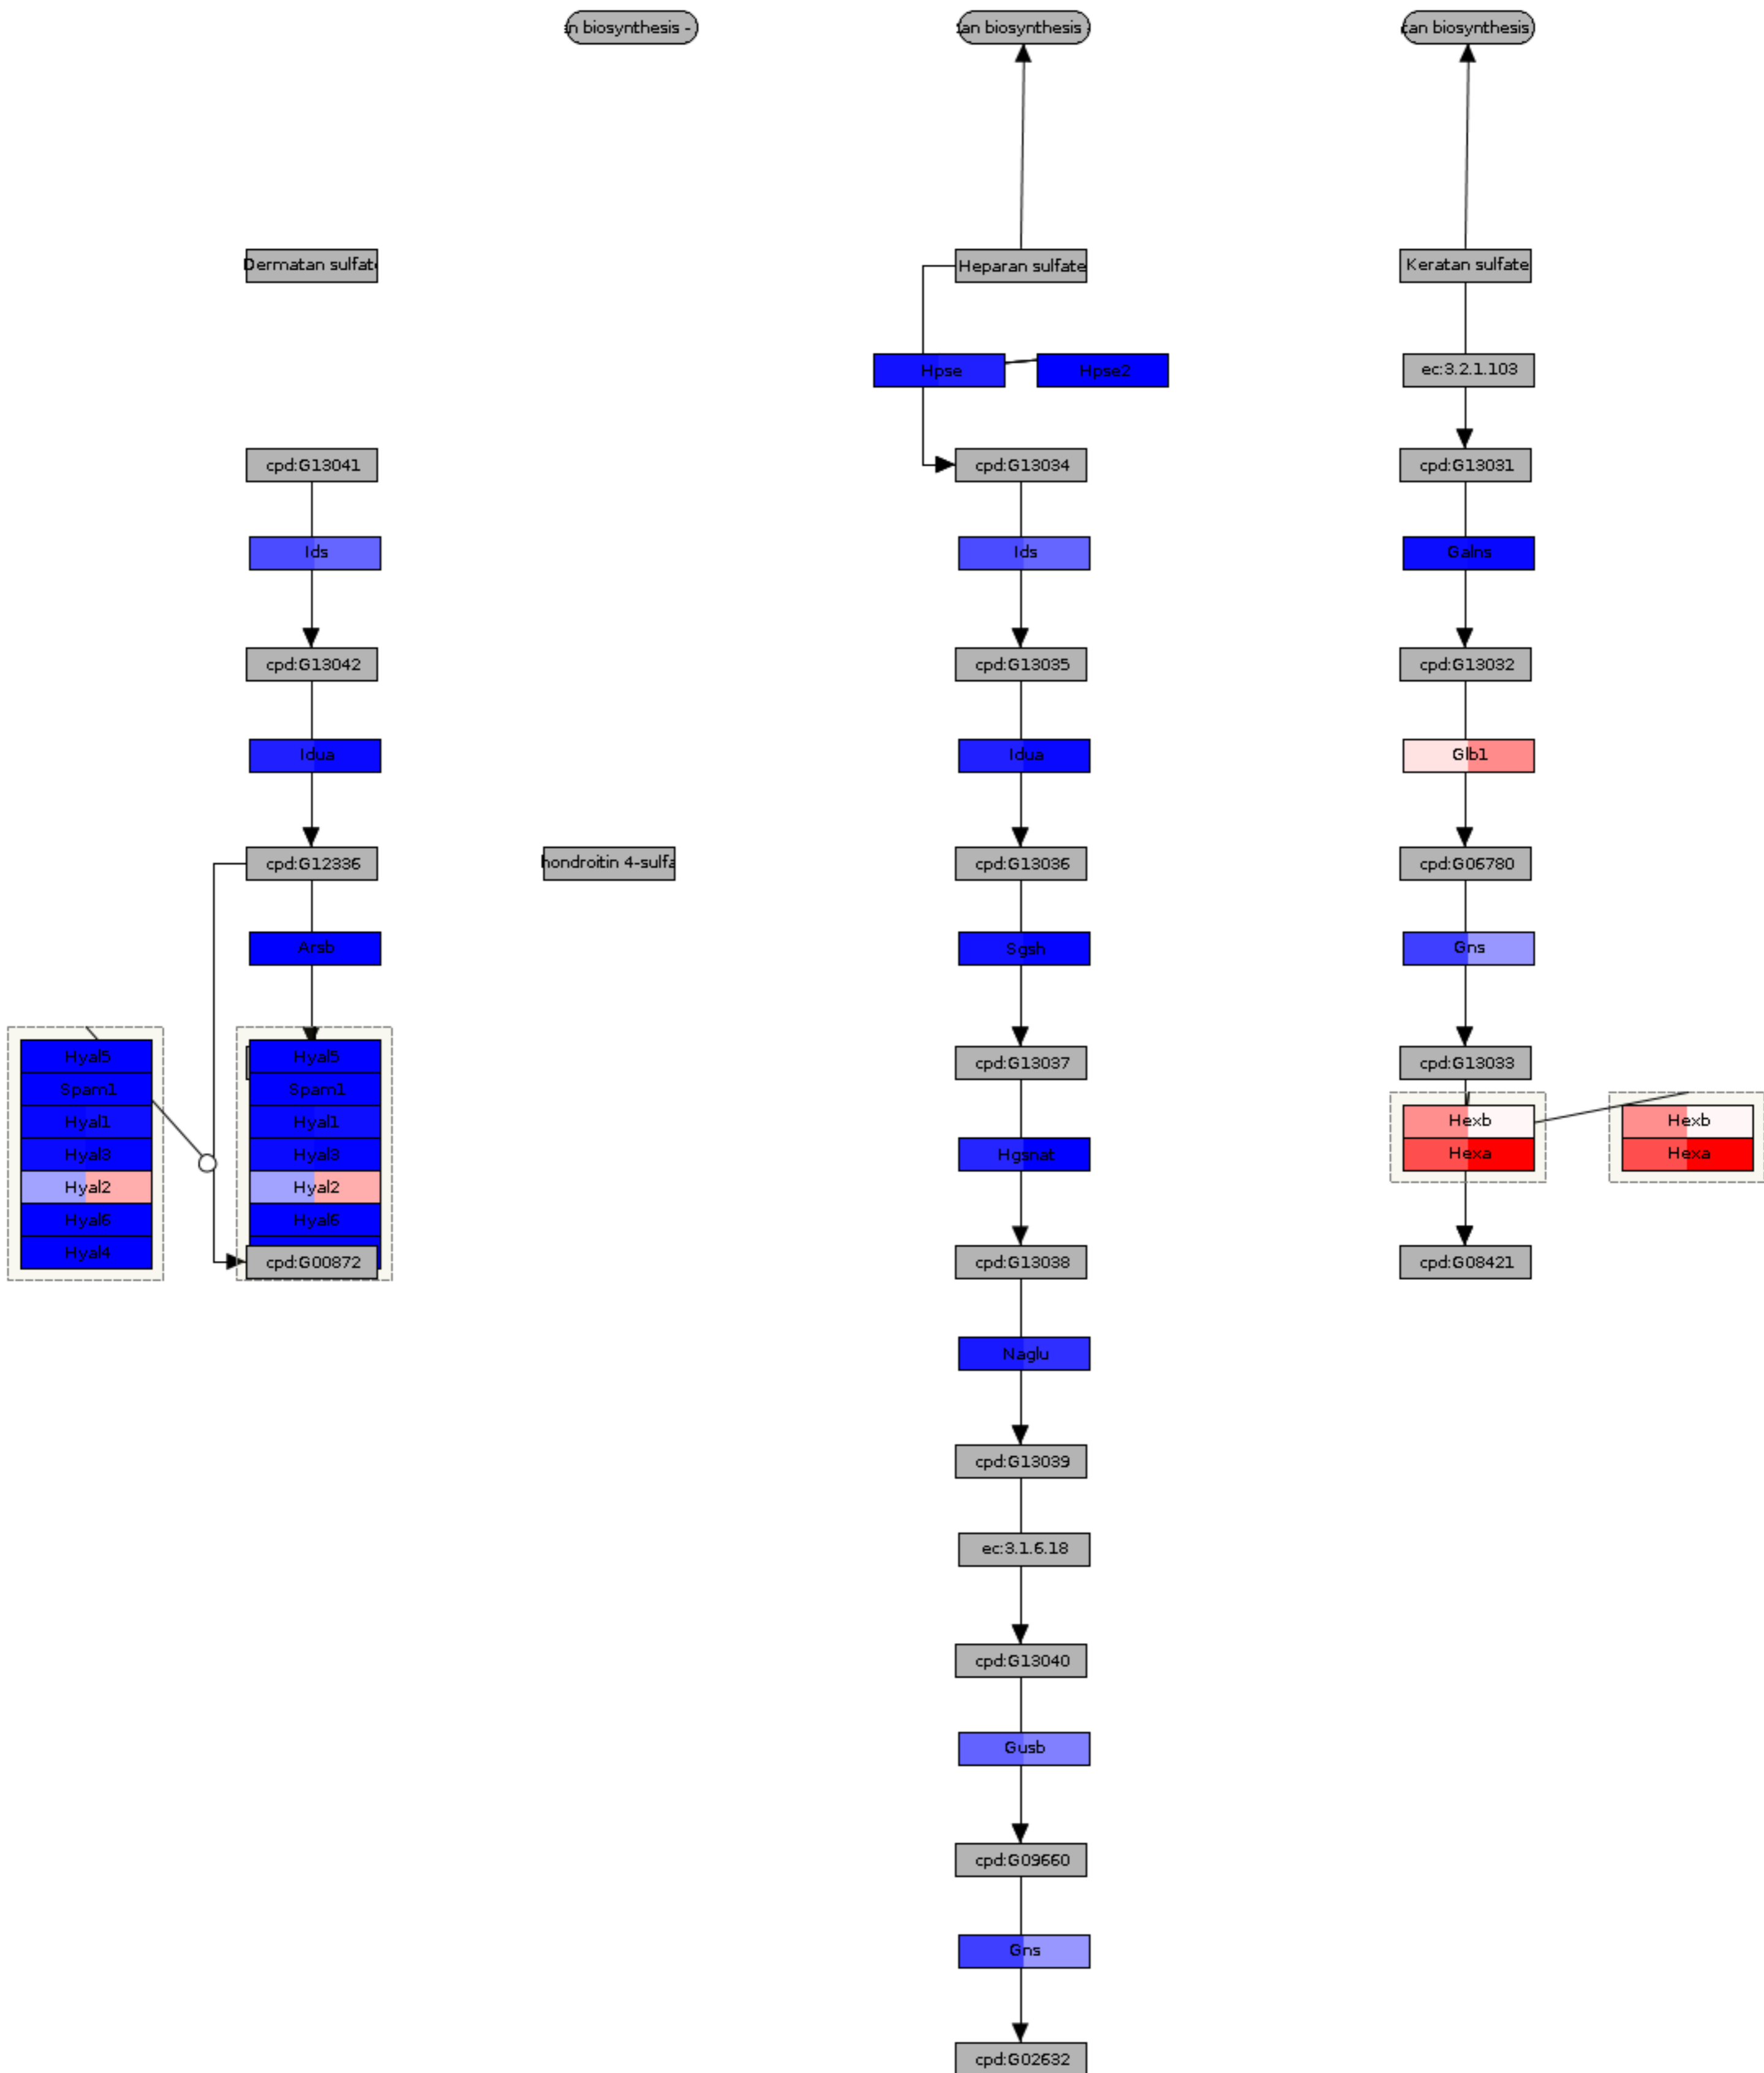 n biosynthesis -
an biosynthesis -
can biosynthesis
Dermatan sulfat
Heparan sulfate
Keratan sulfate
Hpse
Hpse2
ec:3.2.1.103
cpd:G13041
cpd:G13034
cpd:G13031
Ids
Ids
Galns
cpd:G13042
cpd:G13035
cpd:G13032
Idua
Idua
Glb1
cpd:G12336
hondroitin 4-sulfa
cpd:G13036
cpd:G06780
Arsb
Sgsh
Gns
Hyal5
Spam1
Hyal1
Hyal3
Hyal2
Hyal6
Hyal4
Hyal5
Spam1
Hyal1
Hyal3
Hyal2
Hyal6
cpd:G00872
cpd:G13037
cpd:G13033
Hexb
Hexa
Hexb
Hexa
Hgsnat
cpd:G13038
cpd:G08421
Naglu
cpd:G13039
ec:3.1.6.18
cpd:G13040
Gusb
cpd:G09660
Gns
cpd:G02632